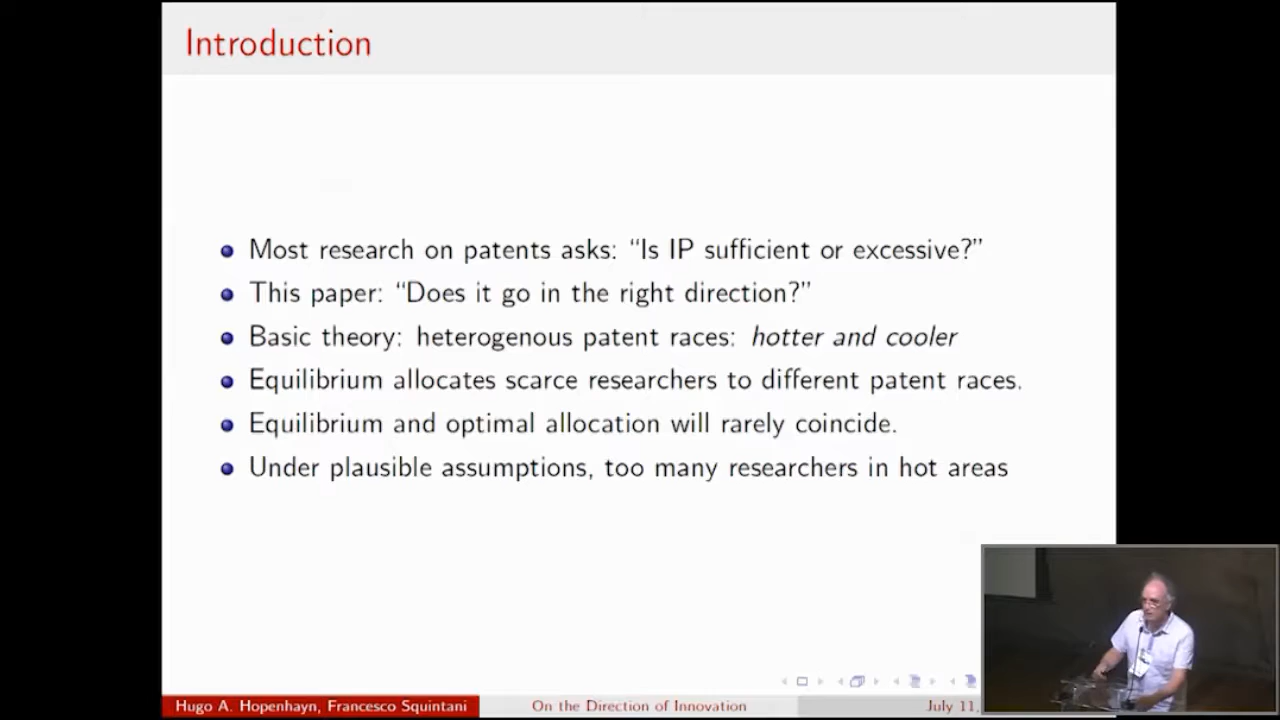 Introduction
Most research on patents asks: “Is IP sufficient or excessive?”
This paper: “Does it go in the right direction?”
Basic theory: heterogenous patent races: hotter and cooler
Equilibrium allocates scarce researchers to different patent races.
Equilibrium and optimal allocation will rarely coincide.
Under plausible assumptions, too many researchers in hot areas
Hugo A. Hopenhayn, Francesco Squintani
On the Direction of Innovation
July 11,